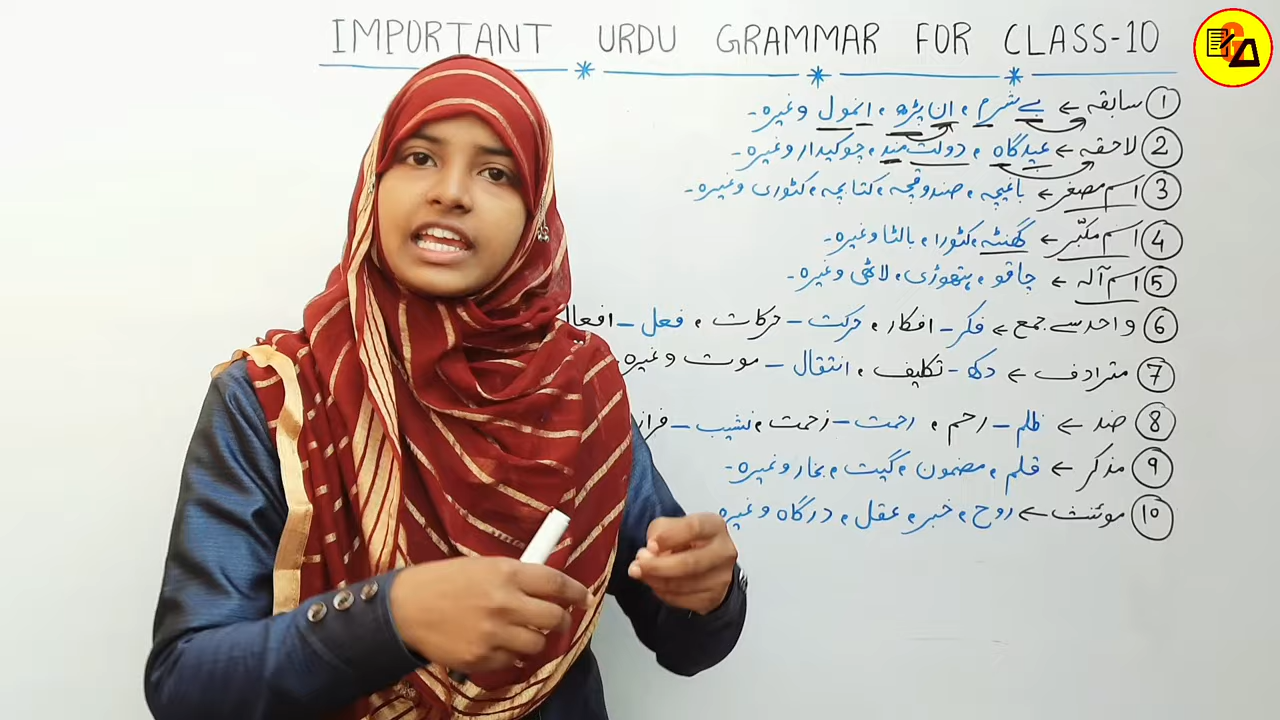 IMPORTANT URDU GRAMMAR FOR CLASS-10
① سابقہ ← بے شرم، ان پڑھ، انمول وغیرہ۔
② لاحقہ ← عیدگاہ، دولت مند، چوکیدار وغیرہ۔
③ اسم مصغر ← باغیچہ، صندوقچہ، کتابچہ، کٹوری وغیرہ۔
④ اسم مکبّر ← گھنٹہ، کٹورا، بالٹا وغیرہ۔
⑤ اسم آلہ ← چاقو، ہتھوڑی، لاٹھی وغیرہ۔
⑥ واحد سے جمع ← فکر – افکار، حرکت – حرکات، فعل – افعال
⑦ مترادف ← دکھ – تکلیف، انتقال – موت وغیرہ
⑧ ضد ← ظلم – رحم، رحمت – زحمت، نشیب – فراز
⑨ مذکر ← قلم، مضمون، گیت، بخار وغیرہ۔
⑩ موئنث ← روح، خبر، عقل، درگاہ وغیرہ